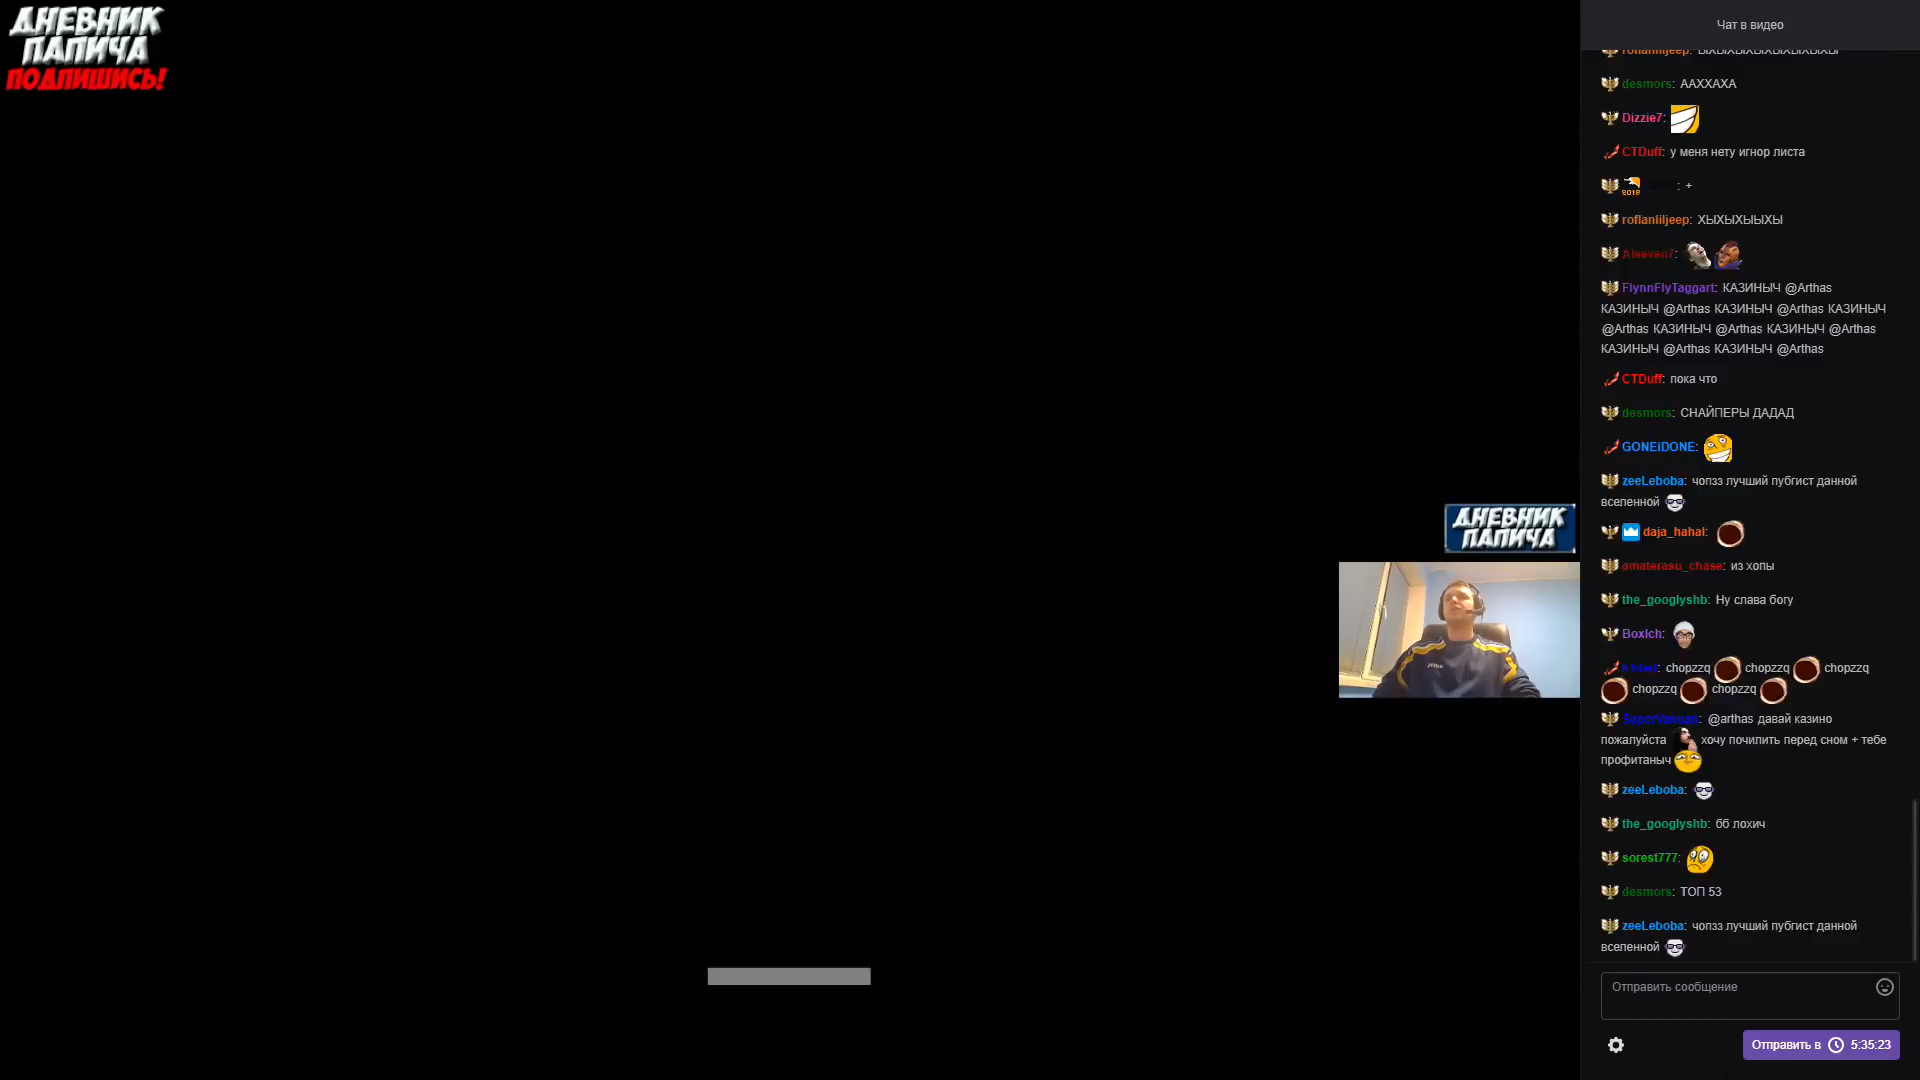 ДНЕВНИК
ПАПИЧА
ПОДПИШИСЬ!
ДНЕВНИК
ПАПИЧА
Чат в видео
desmors: ААХХАХА
Dizzie7:
CTDuff: у меня нету игнор листа
: +
roflanliljeep: ХЫХЫХЫЫХЫ
Alseven7:
FlynnFlyTaggart: КАЗИНЫЧ @Arthas
КАЗИНЫЧ @Arthas КАЗИНЫЧ @Arthas КАЗИНЫЧ
@Arthas КАЗИНЫЧ @Arthas КАЗИНЫЧ @Arthas
КАЗИНЫЧ @Arthas КАЗИНЫЧ @Arthas
CTDuff: пока что
desmors: СНАЙПЕРЫ ДАДАД
GONEiDONE:
zeeLeboba: чопзз лучший пубгист данной
вселенной
daja_hahal:
amaterasu_chase: из хопы
the_googlyshb: Ну слава богу
BoxIch:
chopzzq chopzzq chopzzq
chopzzq chopzzq
SuperVanuan: @arthas давай казино
пожалуйста хочу почилить перед сном + тебе
профитаныч
zeeLeboba:
the_googlyshb: бб лохич
sorest777:
desmors: ТОП 53
zeeLeboba: чопзз лучший пубгист данной
вселенной
Отправить сообщение
Отправить в 5:35:23